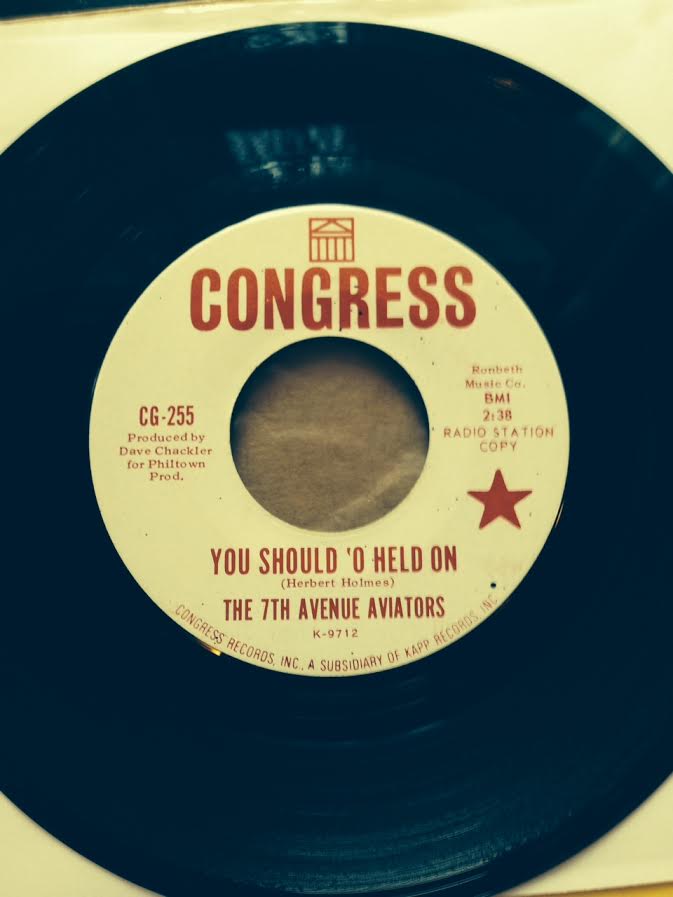 CONGRESS
CG-255
Produced by
Dave Chackler
for Philtown
Prod.
Ronbeth
Music Co.
BMI
2:38
RADIO STATION
COPY
YOU SHOULD 'O HELD ON
(Herbert Holmes)
THE 7TH AVENUE AVIATORS
K-9712
CONGRESS RECORDS, INC., A SUBSIDIARY OF KAPP RECORDS, INC.